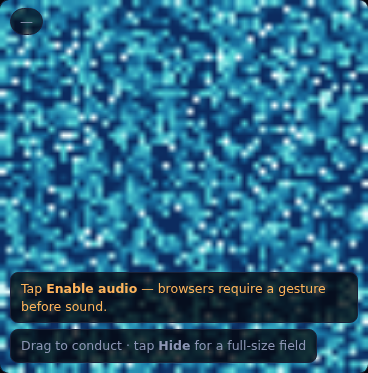 —
Tap Enable audio — browsers require a gesture
before sound.
Drag to conduct · tap Hide for a full-size field